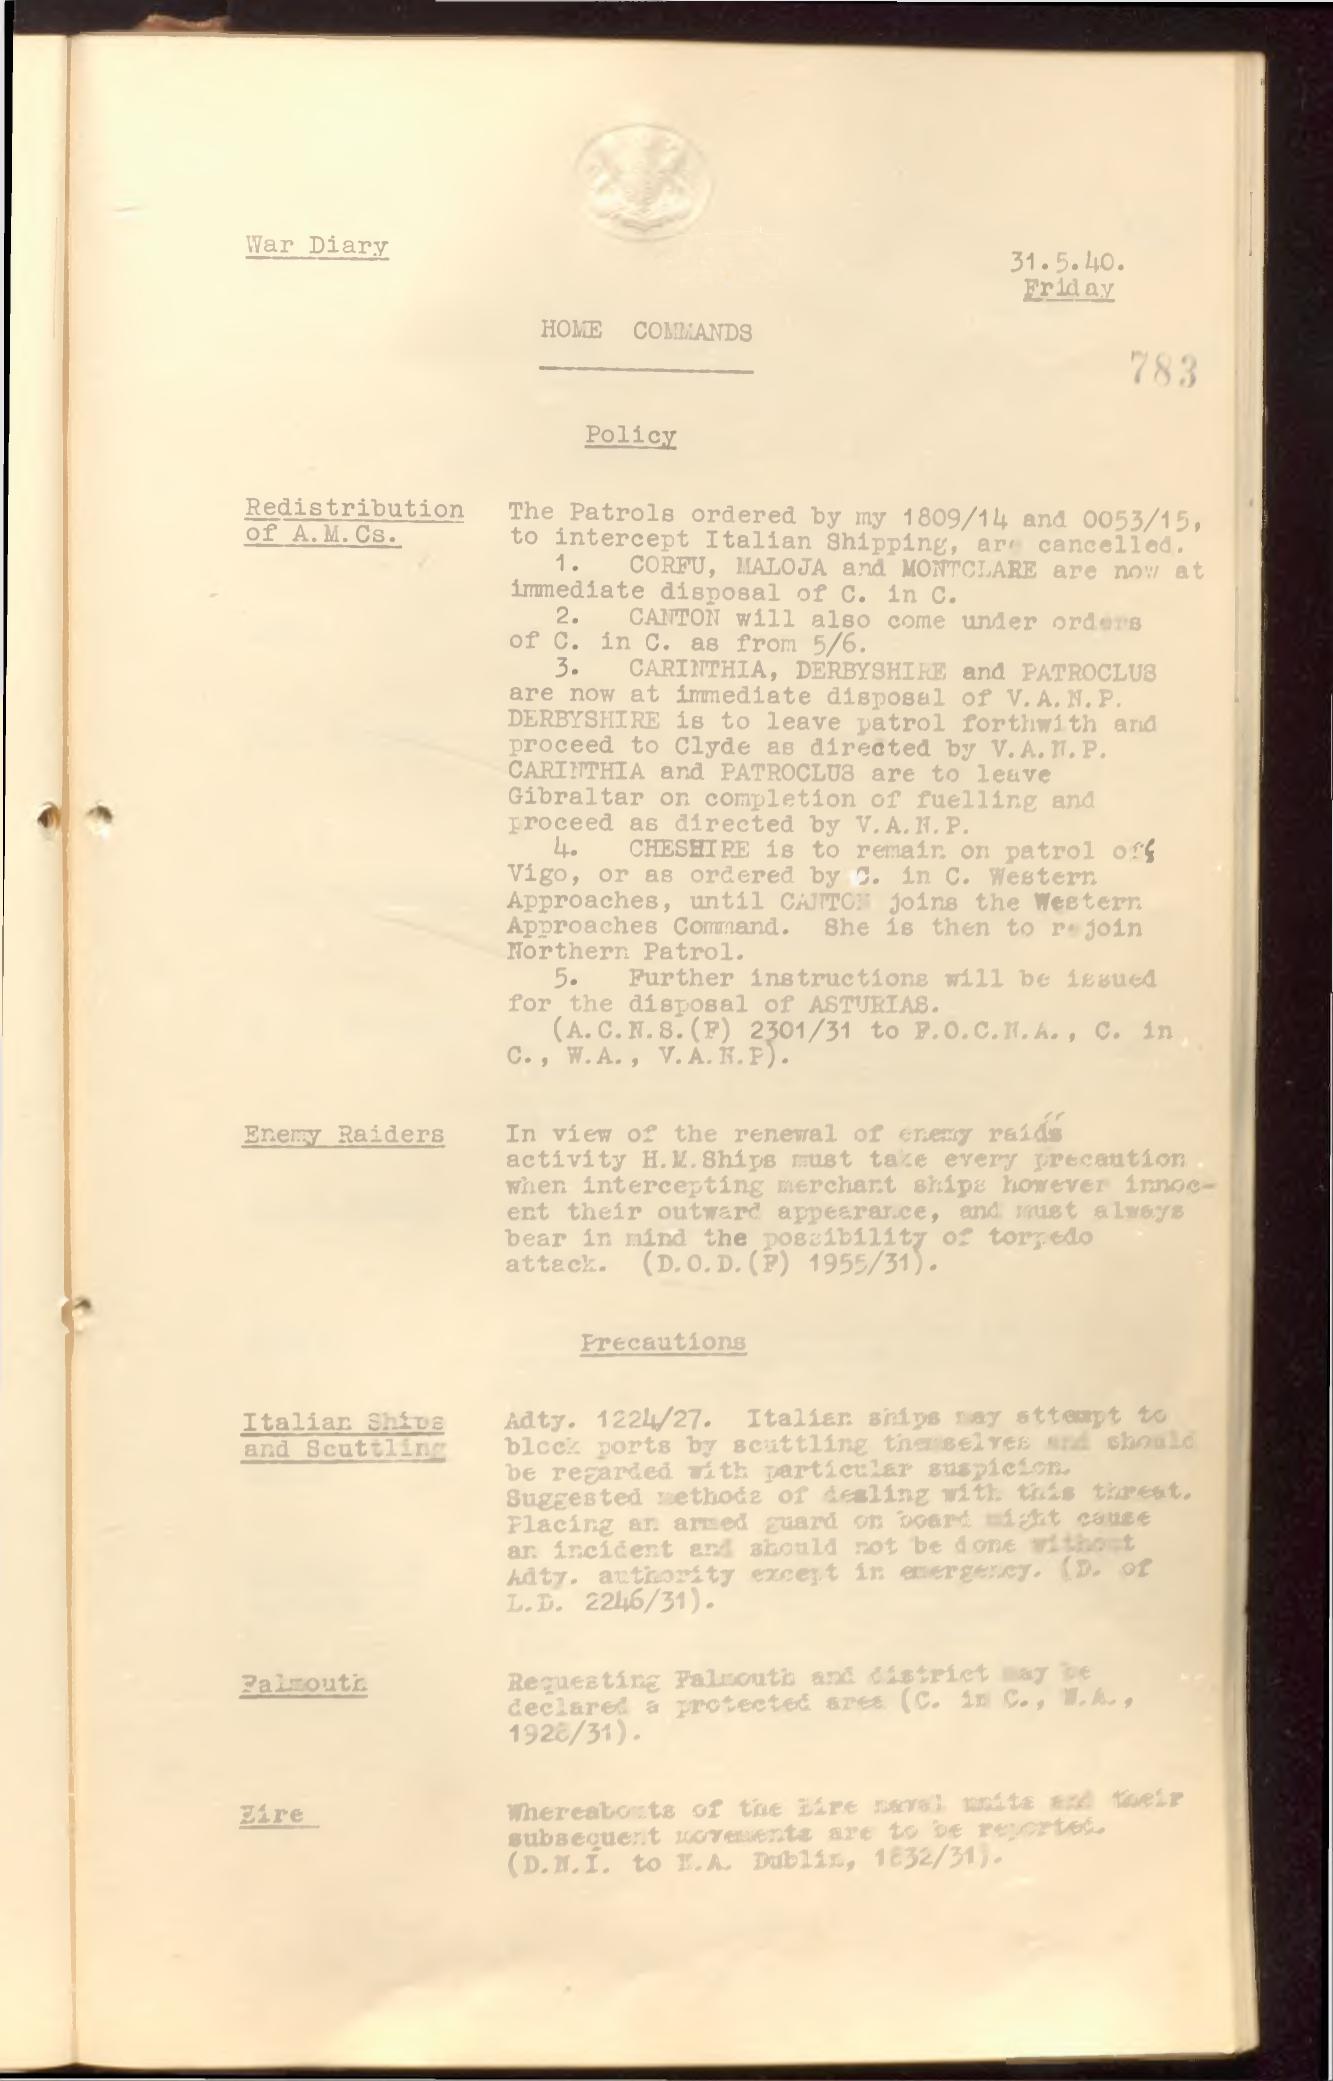 War Diary
31.5.40.
Friday
HOME COMMANDS
783
Policy
Redistribution
of A.M.Cs.
The Patrols ordered by my 1809/14 and 0053/15,
to intercept Italian Shipping, are cancelled.
1. CORFU, MALOJA and MONTCLARE are now at
immediate disposal of C. in C.
2. CANTON will also come under orders
of C. in C. as from 5/6.
3. CARINTHIA, DERBYSHIRE and PATROCLUS
are now at immediate disposal of V.A.N.P.
DERBYSHIRE is to leave patrol forthwith and
proceed to Clyde as directed by V.A.N.P.
CARINTHIA and PATROCLUS are to leave
Gibraltar on completion of fuelling and
proceed as directed by V.A.N.P.
4. CHESHIRE is to remain on patrol off
Vigo, or as ordered by C. in C. Western
Approaches, until CANTON joins the Western
Approaches Command. She is then to rejoin
Northern Patrol.
5. Further instructions will be issued
for the disposal of ASTURIAS.
(A.C.N.S.(F) 2301/31 to F.O.C.N.A., C. in
C., W.A., V.A.N.P).
Enemy Raiders
In view of the renewal of enemy raids
activity H.M.Ships must take every precaution
when intercepting merchant ships however innoc-
ent their outward appearance, and must always
bear in mind the possibility of torpedo
attack. (D.O.D.(F) 1955/31).
Precautions
Italian Ships
and Scuttling
Adty. 1224/27. Italian ships may attempt to
block ports by scuttling themselves and should
be regarded with particular suspicion.
Suggested methods of dealing with this threat.
Placing an armed guard on board might cause
an incident and should not be done without
Adty. authority except in emergency. (D. of
L.D. 2246/31).
Falmouth
Requesting Falmouth and district may be
declared a protected area (C. in C., W.A.,
1928/31).
Eire
Whereabouts of the Eire naval units and their
subsequent movements are to be reported.
(D.N.I. to N.A. Dublin, 1832/31).